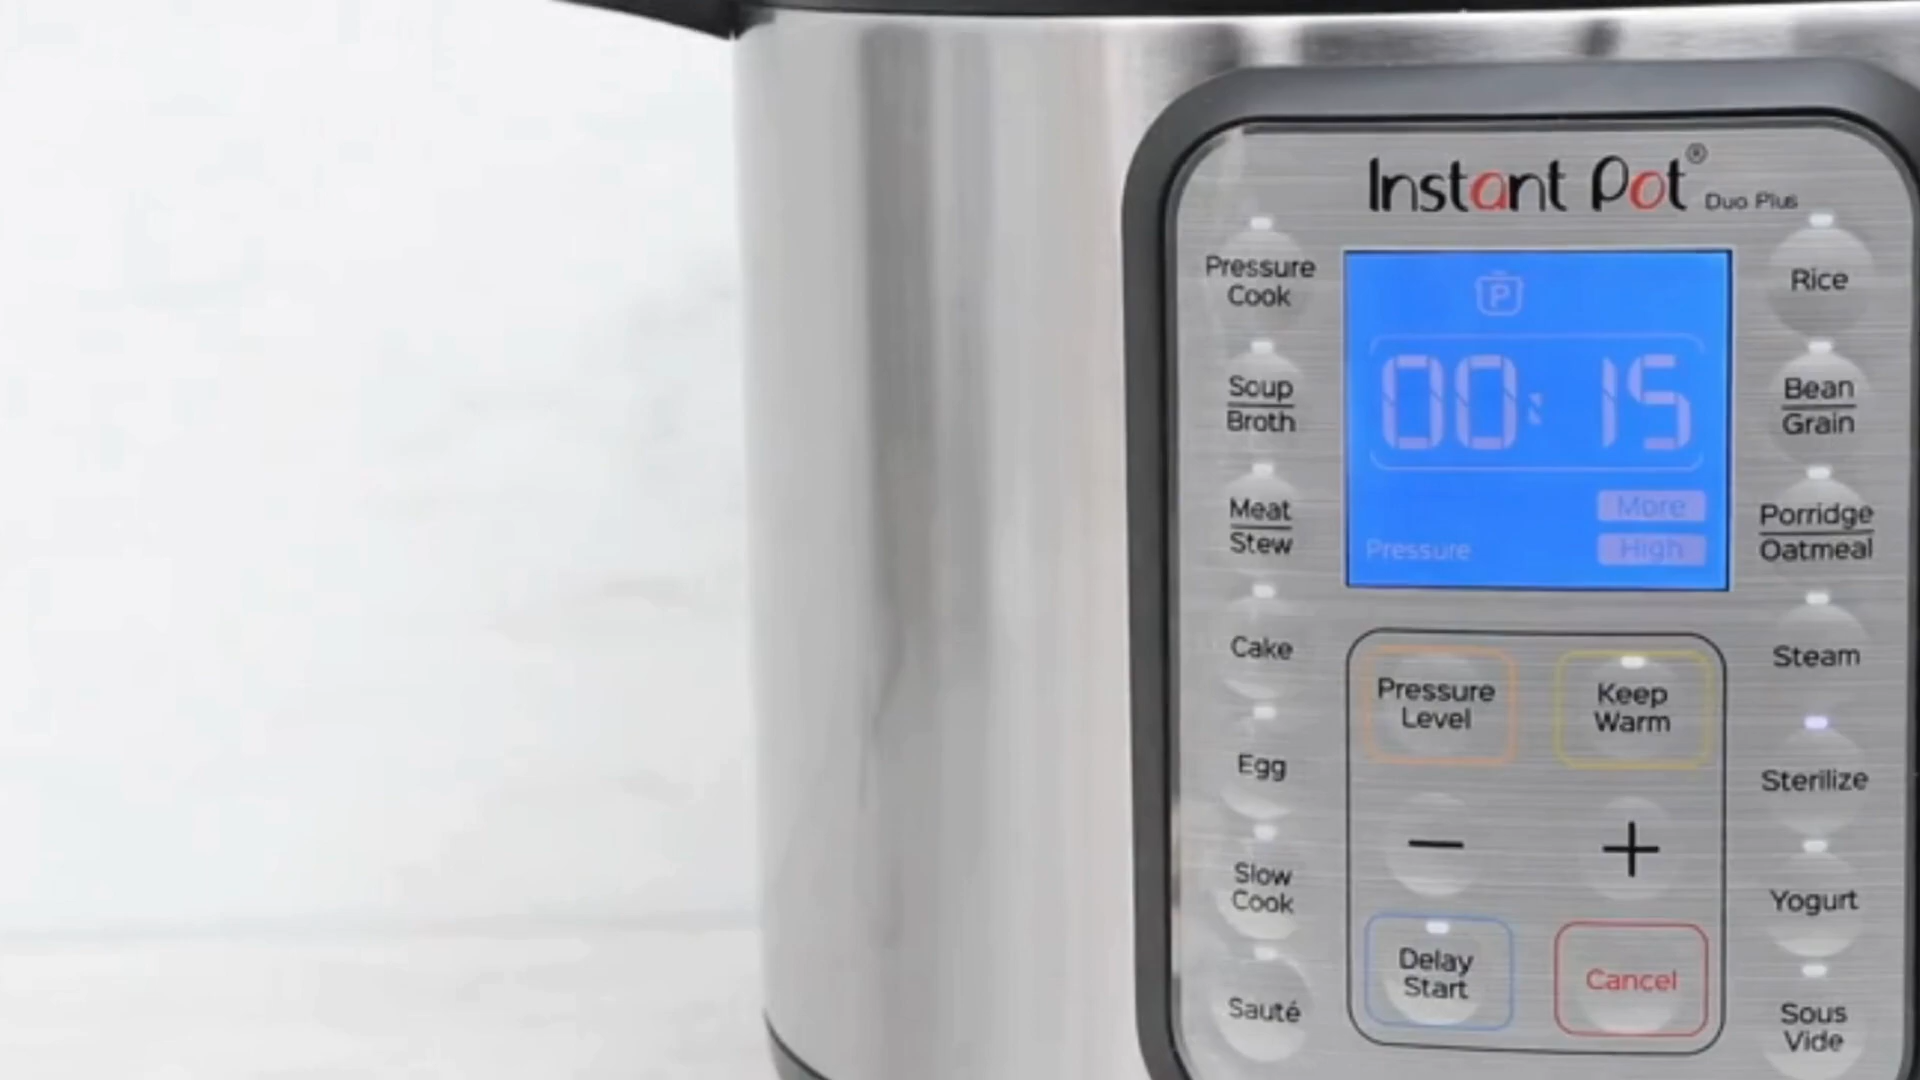 Instant Pot®
Duo Plus
Pressure
Cook
Soup
Broth
Meat
Stew
Cake
Egg
Slow
Cook
Sauté
P
00:15
More
Pressure High
Pressure
Level
Keep
Warm
−
+
Delay
Start
Cancel
Rice
Bean
Grain
Porridge
Oatmeal
Steam
Sterilize
Yogurt
Sous
Vide